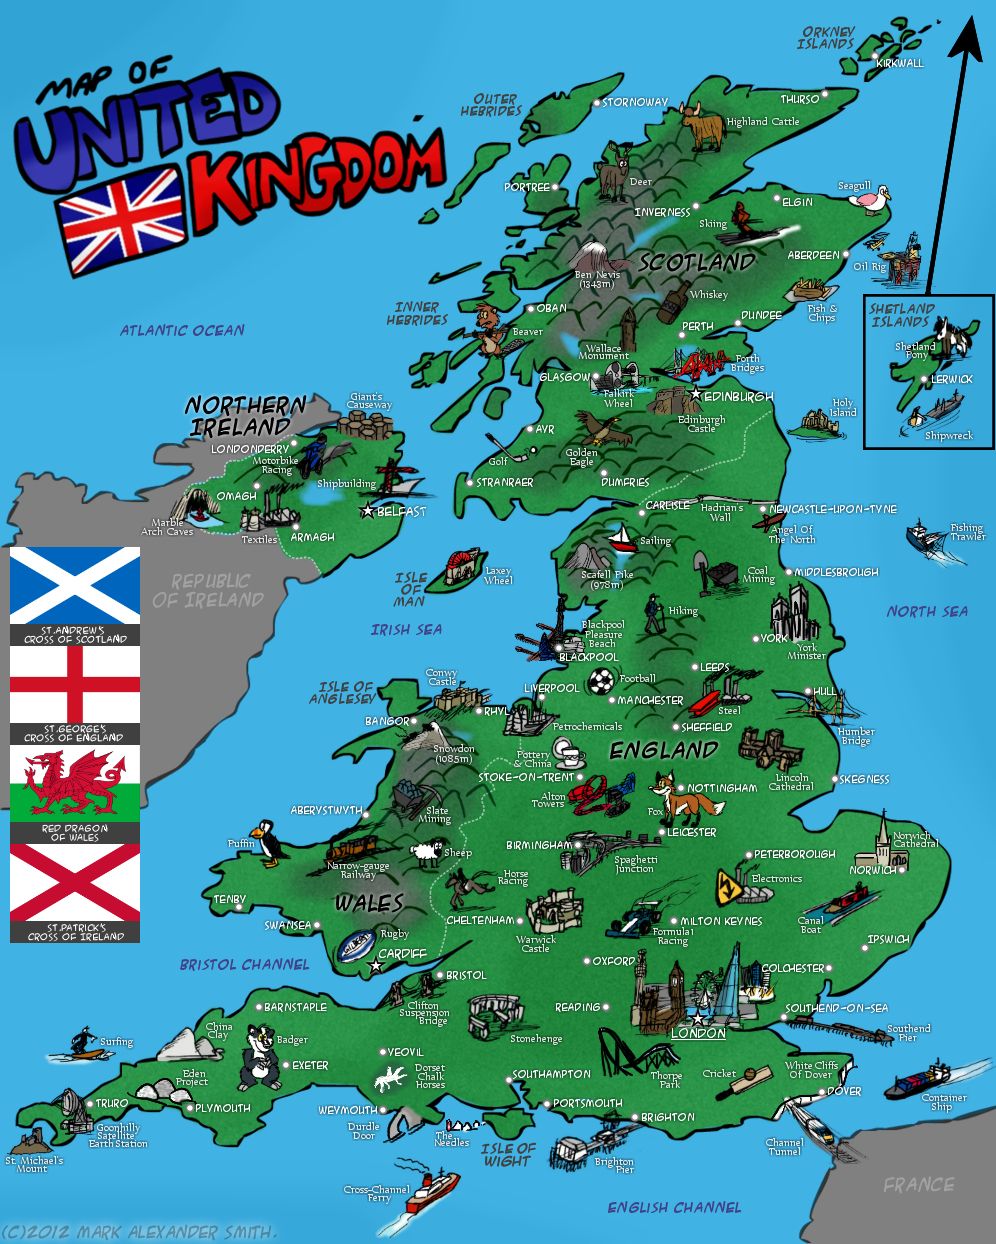 MAP OF
UNITED
KINGDOM
ORKNEY
ISLANDS
KIRKWALL
OUTER
HEBRIDES
STORNOWAY
THURSO
Highland Cattle
Deer
PORTREE
INVERNESS
Skiing
ELGIN
Seagull
ABERDEEN
Oil Rig
SCOTLAND
Ben Nevis
(1343m)
Whiskey
Fish &
Chips
INNER
HEBRIDES
OBAN
Beaver
DUNDEE
PERTH
Wallace
Monument
Forth
Bridges
GLASGOW
Falkirk
Wheel
EDINBURGH
Edinburgh
Castle
SHETLAND
ISLANDS
Shetland
Pony
LERWICK
Shipwreck
Holy
Island
ATLANTIC OCEAN
NORTHERN
IRELAND
Giant's
Causeway
LONDONDERRY
Motorbike
Racing
OMAGH
Shipbuilding
BELFAST
Marble
Arch Caves
Textiles
ARMAGH
AYR
Golf
Golden
Eagle
STRANRAER
DUMFRIES
CARLISLE
Hadrian's
Wall
NEWCASTLE-UPON-TYNE
Angel Of
The North
Fishing
Trawler
Sailing
Scafell Pike
(978m)
Coal
Mining
MIDDLESBROUGH
REPUBLIC
OF IRELAND
ISLE
OF
MAN
Laxey
Wheel
IRISH SEA
NORTH SEA
Hiking
Blackpool
Pleasure
Beach
BLACKPOOL
YORK
York
Minister
LEEDS
ST.ANDREW'S
CROSS OF SCOTLAND
ST.GEORGE'S
CROSS OF ENGLAND
RED DRAGON
OF WALES
ST.PATRICK'S
CROSS OF IRELAND
ISLE OF
ANGLESEY
Conwy
Castle
RHYL
BANGOR
LIVERPOOL
Football
MANCHESTER
Steel
HULL
Humber
Bridge
Petrochemicals
SHEFFIELD
Snowdon
(1085m)
Pottery
& China
ENGLAND
Lincoln
Cathedral
SKEGNESS
STOKE-ON-TRENT
Alton
Towers
Fox
NOTTINGHAM
LEICESTER
ABERYSTWYTH
Slate
Mining
Puffin
Narrow-gauge
Railway
Sheep
BIRMINGHAM
Spaghetti
Junction
PETERBOROUGH
Electronics
Norwich
Cathedral
NORWICH
Horse
Racing
TENBY
WALES
SWANSEA
Rugby
CARDIFF
CHELTENHAM
Warwick
Castle
Formula1
Racing
MILTON KEYNES
Canal
Boat
IPSWICH
BRISTOL CHANNEL
BRISTOL
OXFORD
COLCHESTER
BARNSTAPLE
Clifton
Suspension
Bridge
Stonehenge
READING
LONDON
SOUTHEND-ON-SEA
Southend
Pier
Surfing
China
Clay
Badger
Eden
Project
EXETER
YEOVIL
Dorset
Chalk
Horses
SOUTHAMPTON
Thorpe
Park
Cricket
White Cliffs
Of Dover
DOVER
Container
Ship
TRURO
Goonhilly
Satellite
Earth Station
PLYMOUTH
WEYMOUTH
Durdle
Door
The
Needles
PORTSMOUTH
BRIGHTON
Channel
Tunnel
St. Michael's
Mount
ISLE OF
WIGHT
Brighton
Pier
Cross-Channel
Ferry
FRANCE
ENGLISH CHANNEL
(C)2012 MARK ALEXANDER SMITH.